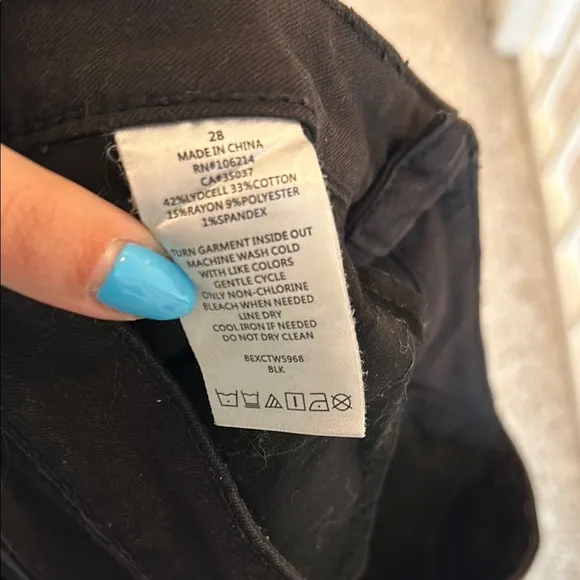 28
MADE IN CHINA
RN#106214
CA#35037
42%LYOCELL 33%COTTON
15%RAYON 9%POLYESTER
1%SPANDEX
TURN GARMENT INSIDE OUT
MACHINE WASH COLD
WITH LIKE COLORS
GENTLE CYCLE
ONLY NON-CHLORINE
BLEACH WHEN NEEDED
LINE DRY
COOL IRON IF NEEDED
DO NOT DRY CLEAN
8EXCTW5968
BLK